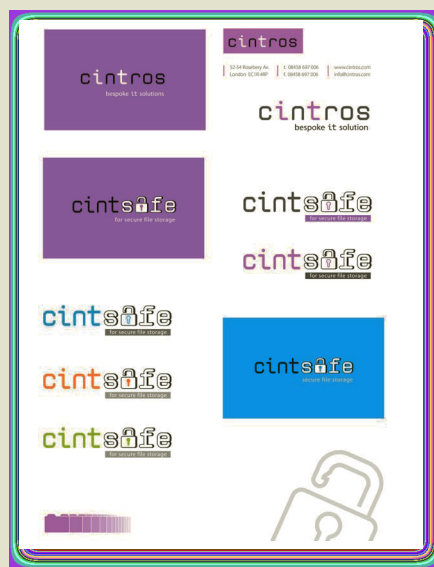 cintros
bespoke it solutions
cintros
52-54 Rosebery Av.
London EC1R 4RP
t. 08458 697 006
f. 08458 697 006
www.cintros.com
info@cintros.com
cintros
bespoke it solution
cintsafe
for secure file storage
cintsafe
for secure file storage
cintsafe
for secure file storage
cintsafe
for secure file storage
cintsafe
for secure file storage
cintsafe
for secure file storage
cintsafe
secure file storage